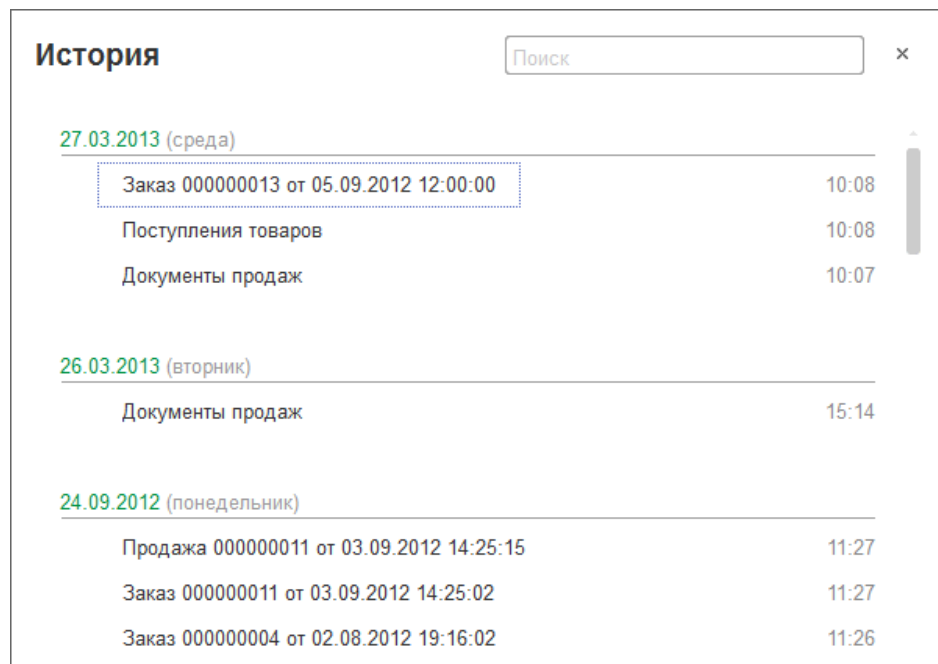 История
Поиск
×
27.03.2013 (среда)
Заказ 000000013 от 05.09.2012 12:00:00 10:08
Поступления товаров 10:08
Документы продаж 10:07
26.03.2013 (вторник)
Документы продаж 15:14
24.09.2012 (понедельник)
Продажа 000000011 от 03.09.2012 14:25:15 11:27
Заказ 000000011 от 03.09.2012 14:25:02 11:27
Заказ 000000004 от 02.08.2012 19:16:02 11:26